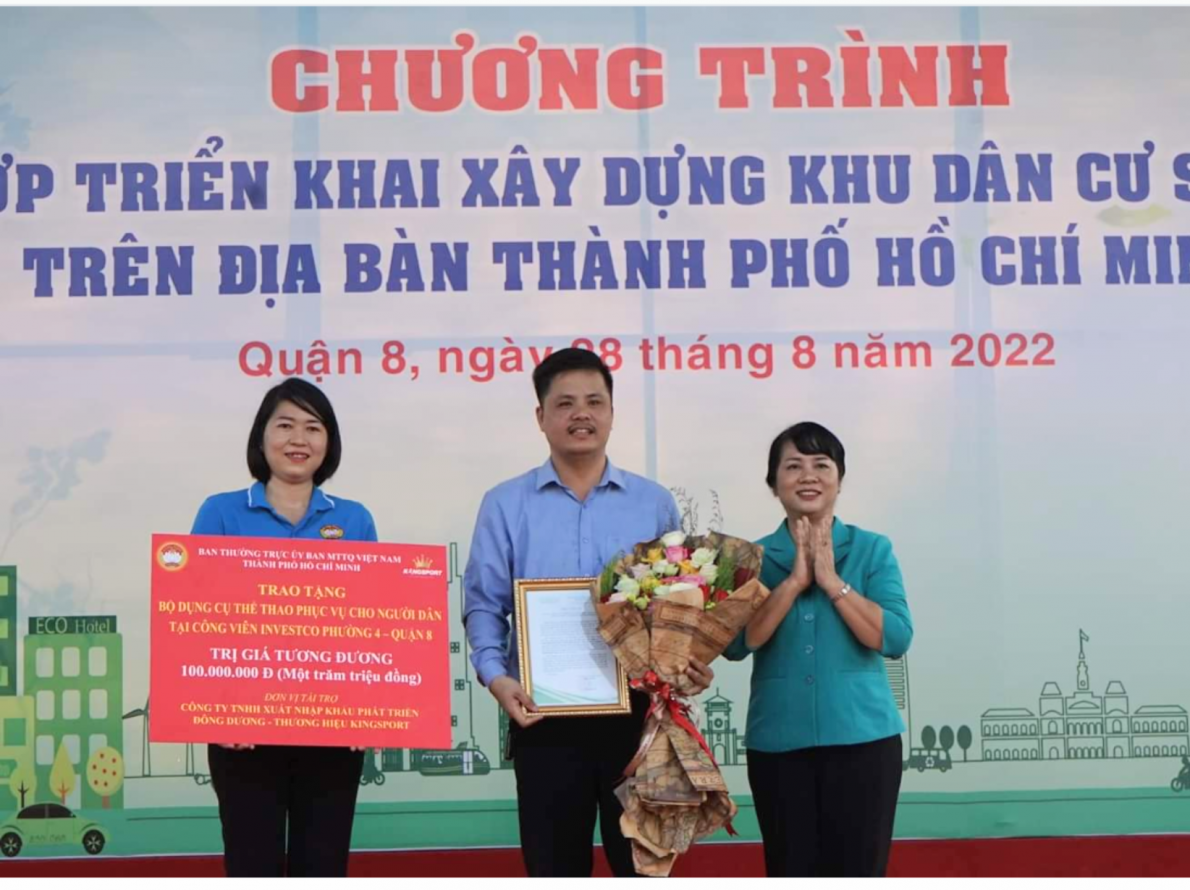 CHƯƠNG TRÌNH
ỢP TRIỂN KHAI XÂY DỰNG KHU DÂN CƯ S
TRÊN ĐỊA BÀN THÀNH PHỐ HỒ CHÍ MIN
Quận 8, ngày 8 tháng 8 năm 2022
BAN THƯỜNG TRỰC ỦY BAN MTTQ VIỆT NAM
THÀNH PHỐ HỒ CHÍ MINH
KINGSPORT
TRAO TẶNG
BỘ DỤNG CỤ THỂ THAO PHỤC VỤ CHO NGƯỜI DÂN
TẠI CÔNG VIÊN INVESTCO PHƯỜNG 4 – QUẬN 8
TRỊ GIÁ TƯƠNG ĐƯƠNG
100.000.000 Đ (Một trăm triệu đồng)
ĐƠN VỊ TÀI TRỢ
CÔNG TY TNHH XUẤT NHẬP KHẨU PHÁT TRIỂN
ĐÔNG DƯƠNG - THƯƠNG HIỆU KINGSPORT
ECO Hotel